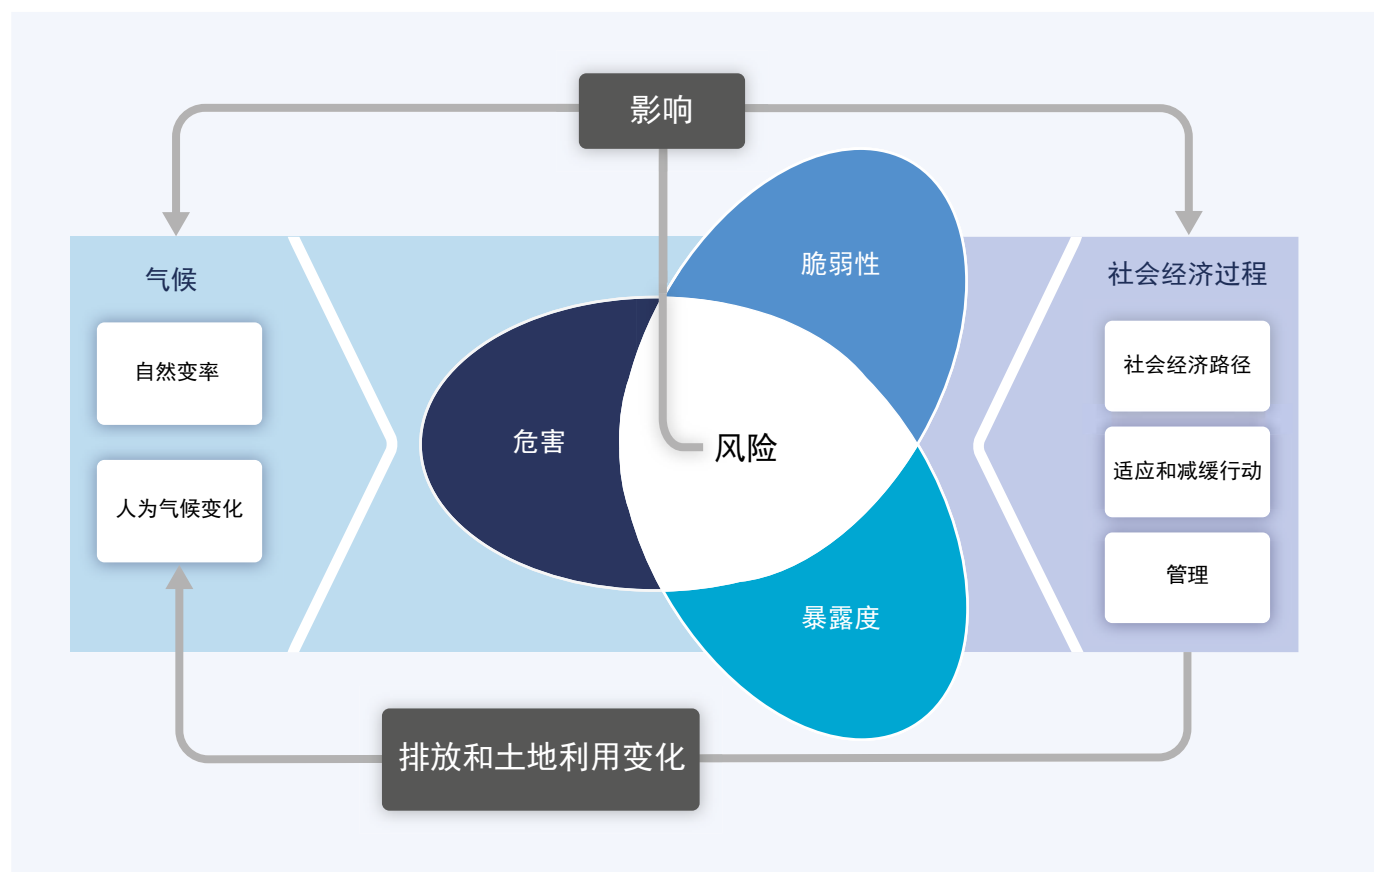 影响
气候
自然变率
人为气候变化
危害
脆弱性
风险
暴露度
社会经济过程
社会经济路径
适应和减缓行动
管理
排放和土地利用变化